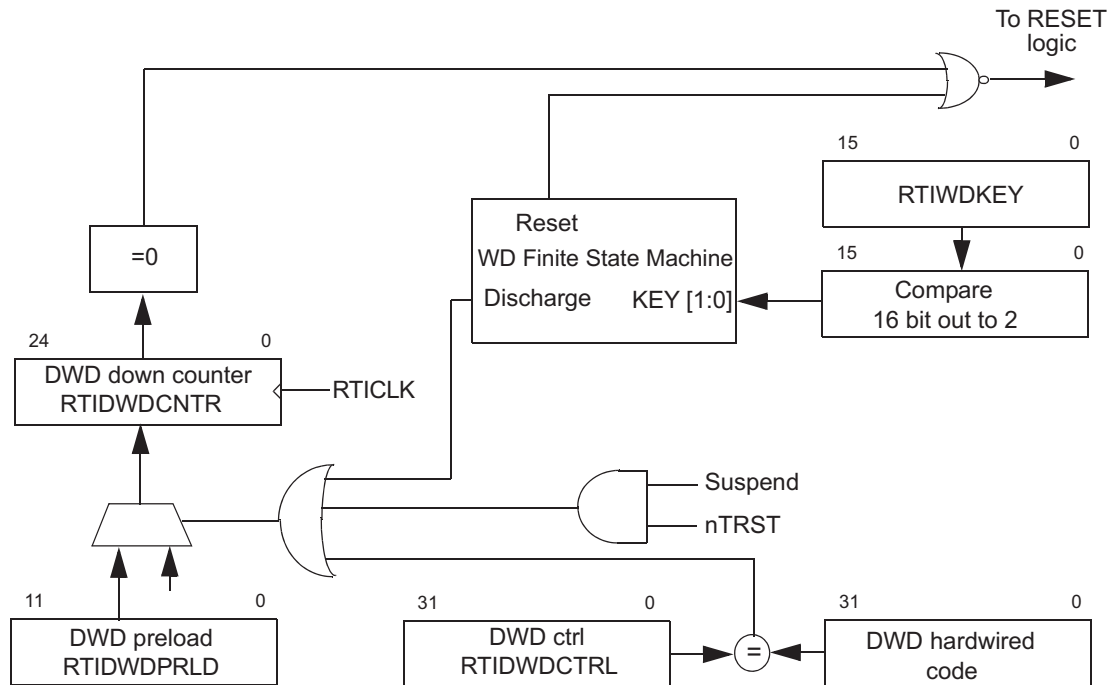 To RESET
logic
15 0
RTIWDKEY
15 0
Compare
16 bit out to 2
Reset
WD Finite State Machine
Discharge KEY [1:0]
=0
24 0
DWD down counter
RTIDWDCNTR
RTICLK
Suspend
nTRST
11 0
DWD preload
RTIDWDPRLD
31 0
DWD ctrl
RTIDWDCTRL
=
31 0
DWD hardwired
code